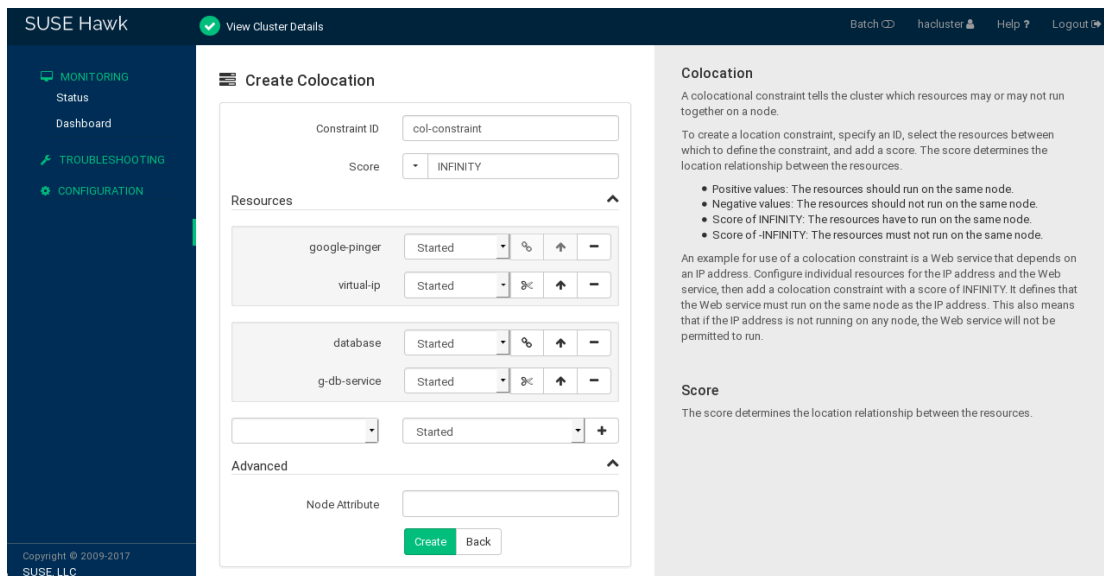 SUSE Hawk
View Cluster Details
Batch
hacluster
Help ?
Logout
MONITORING
Status
Dashboard
TROUBLESHOOTING
CONFIGURATION
Copyright © 2009-2017
SUSE, LLC
Create Colocation
Constraint ID
col-constraint
Score
INFINITY
Resources
google-pinger
Started
virtual-ip
Started
database
Started
g-db-service
Started
Started
Advanced
Node Attribute
Create
Back
Colocation
A colocational constraint tells the cluster which resources may or may not run
together on a node.
To create a location constraint, specify an ID, select the resources between
which to define the constraint, and add a score. The score determines the
location relationship between the resources.
● Positive values: The resources should run on the same node.
● Negative values: The resources should not run on the same node.
● Score of INFINITY: The resources have to run on the same node.
● Score of -INFINITY: The resources must not run on the same node.
An example for use of a colocation constraint is a Web service that depends on
an IP address. Configure individual resources for the IP address and the Web
service, then add a colocation constraint with a score of INFINITY. It defines that
the Web service must run on the same node as the IP address. This also means
that if the IP address is not running on any node, the Web service will not be
permitted to run.
Score
The score determines the location relationship between the resources.